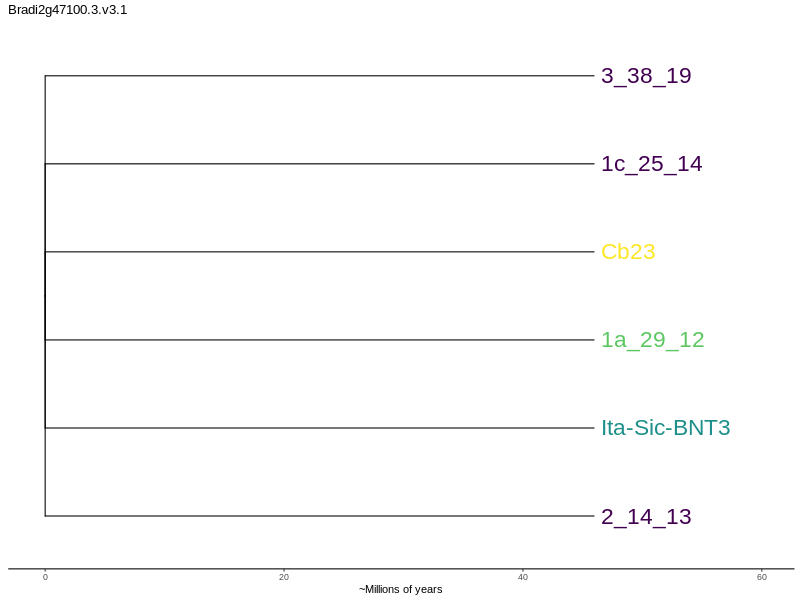 Bradi2g47100.3.v3.1
3_38_19
1c_25_14
Cb23
1a_29_12
Ita-Sic-BNT3
2_14_13
0 20 40 60
~Millions of years